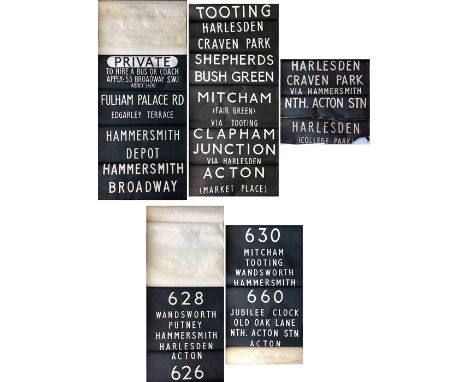 PRIVATE
TO HIRE A BUS OR COACH
APPLY: 55 BROADWAY S.W.1
ABBEY 5600
FULHAM PALACE RD
EDGARLEY TERRACE
HAMMERSMITH
DEPOT
HAMMERSMITH
BROADWAY
TOOTING
HARLESDEN
CRAVEN PARK
SHEPHERDS
BUSH GREEN
MITCHAM
(FAIR GREEN)
VIA TOOTING
CLAPHAM
JUNCTION
VIA HARLESDEN
ACTON
(MARKET PLACE)
HARLESDEN
CRAVEN PARK
VIA HAMMERSMITH
NTH. ACTON STN
HARLESDEN
(COLLEGE PARK)
628
WANDSWORTH
PUTNEY
HAMMERSMITH
HARLESDEN
ACTON
626
630
MITCHAM
TOOTING
WANDSWORTH
HAMMERSMITH
660
JUBILEE CLOCK
OLD OAK LANE
NTH. ACTON STN
ACTON